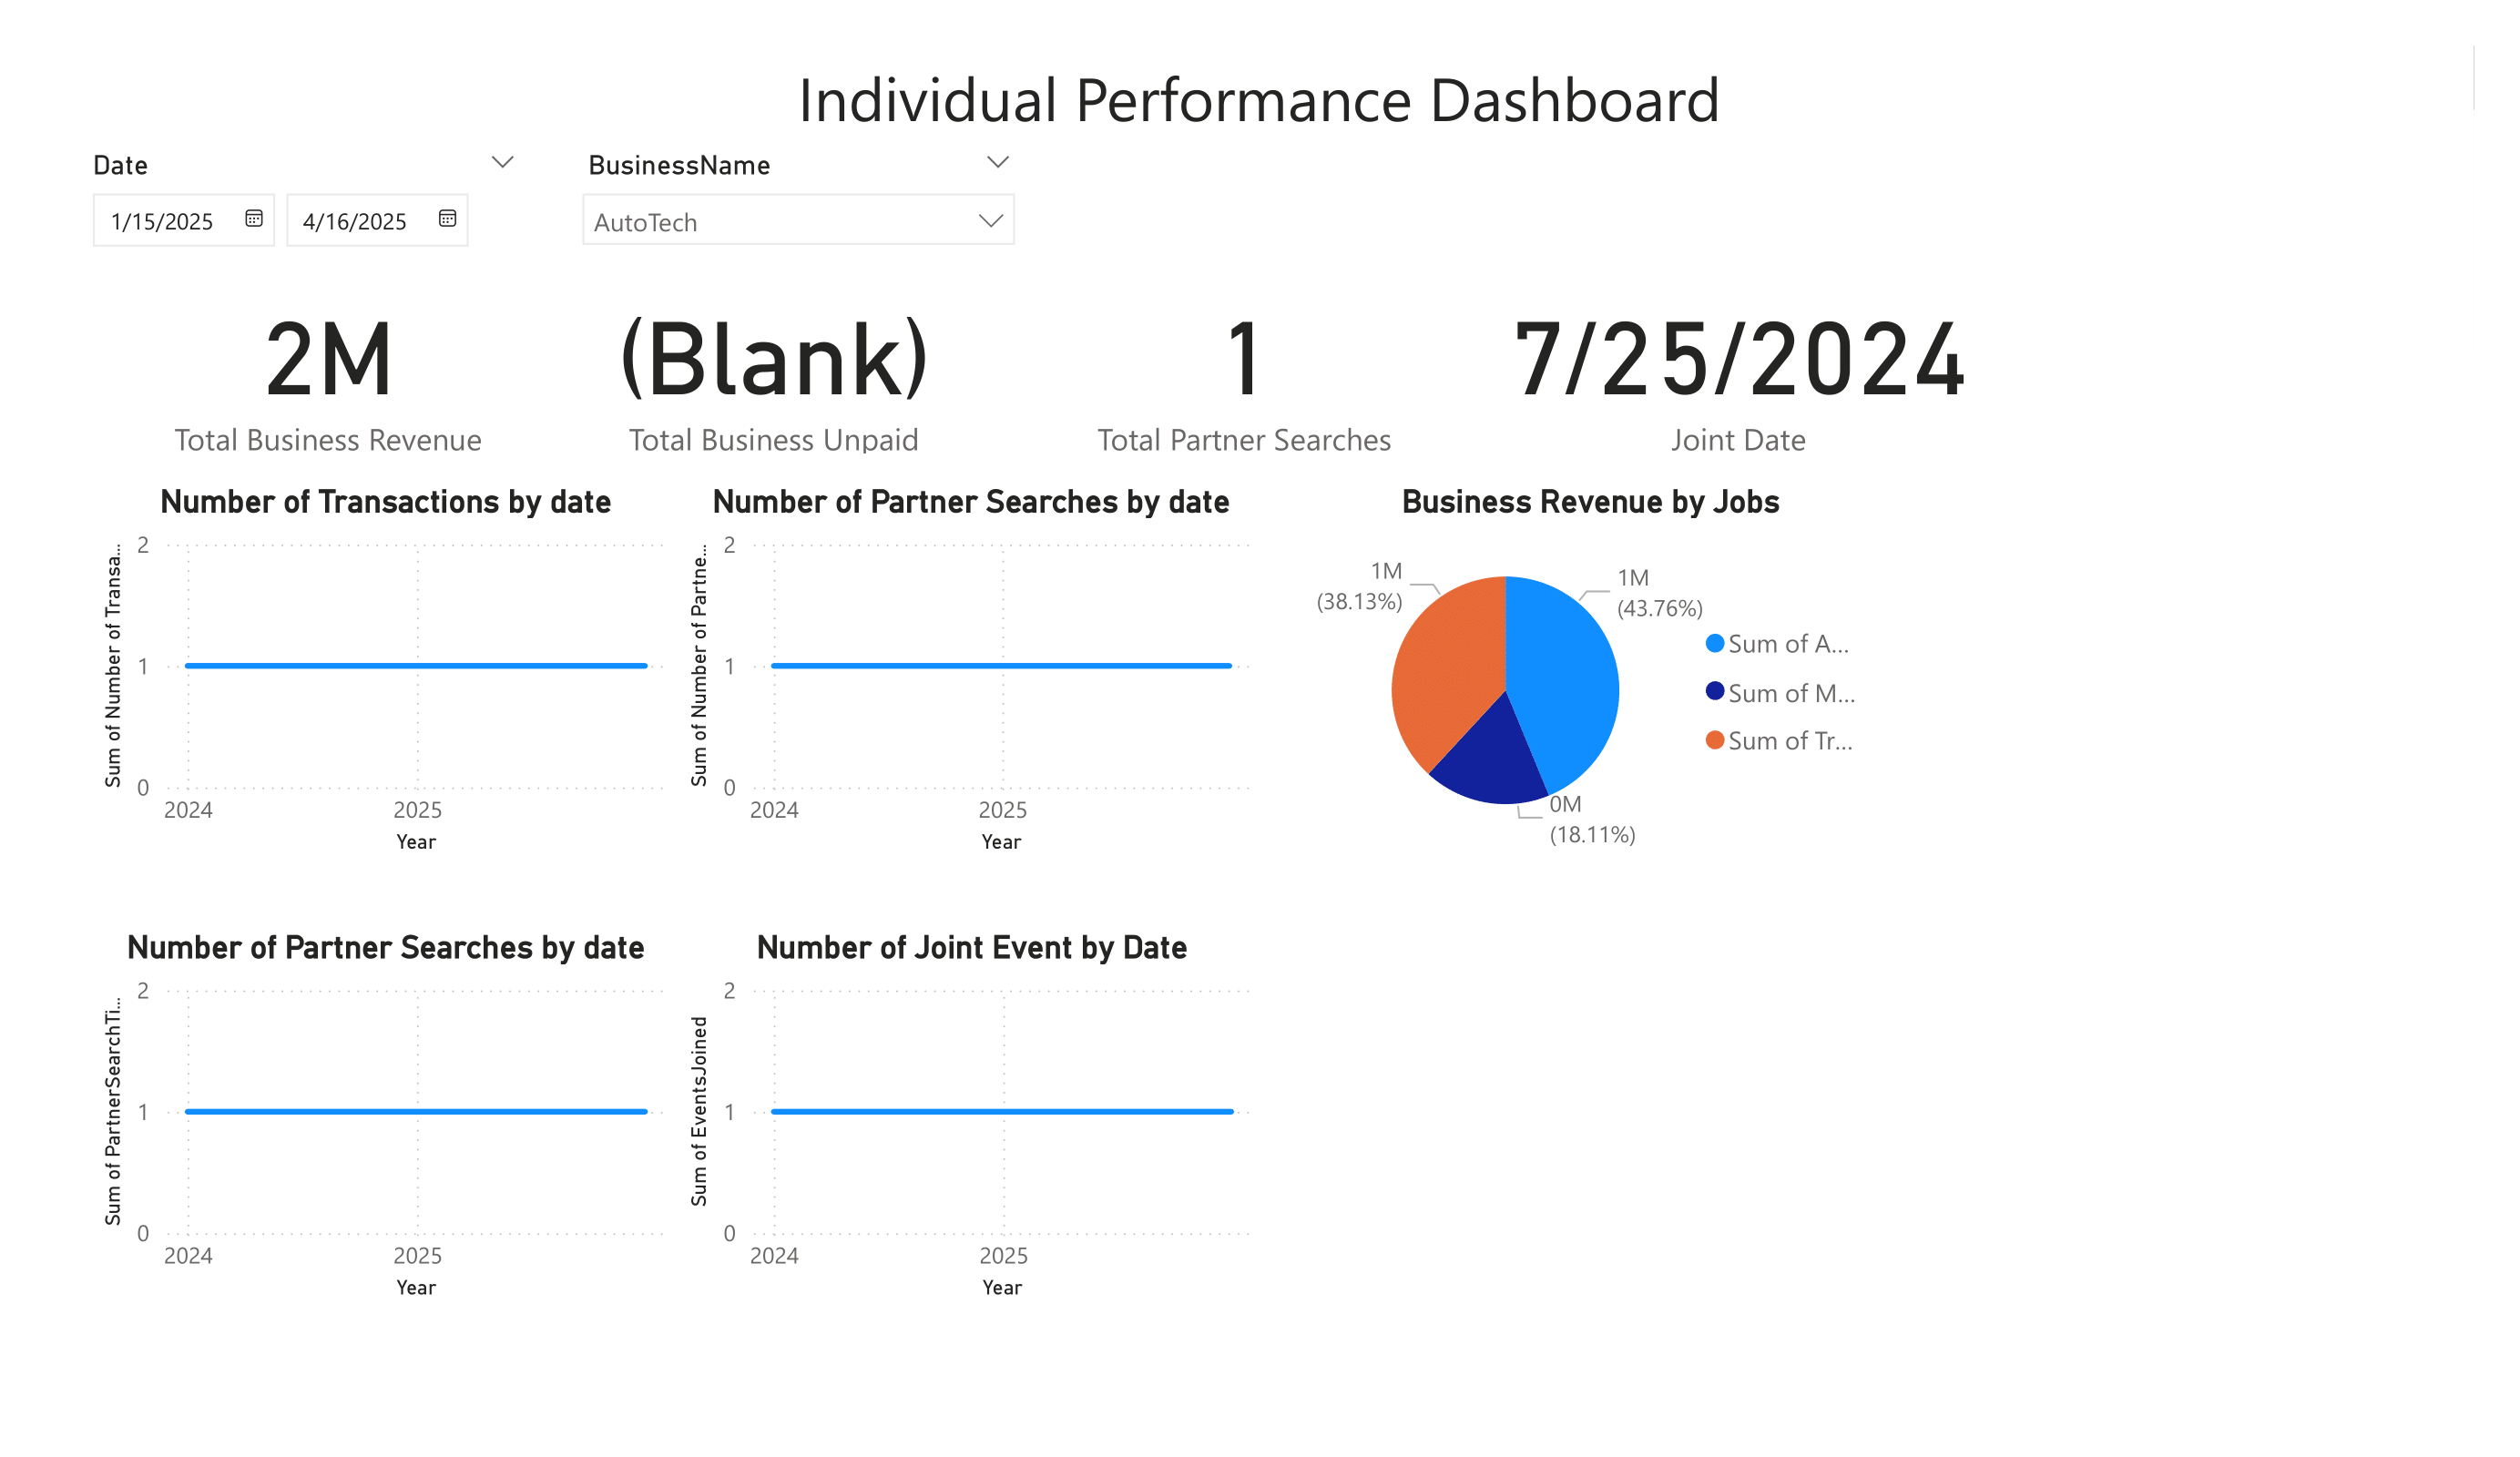 Individual Performance Dashboard
Date
BusinessName
1/15/2025
4/16/2025
AutoTech
2M
Total Business Revenue
(Blank)
Total Business Unpaid
1
Total Partner Searches
7/25/2024
Joint Date
Number of Transactions by date
Sum of Number of Transa...
2
1
0
2024
2025
Year
Number of Partner Searches by date
Sum of Number of Partne...
2
1
0
2024
2025
Year
Business Revenue by Jobs
1M
(38.13%)
1M
(43.76%)
0M
(18.11%)
Sum of A...
Sum of M...
Sum of Tr...
Number of Partner Searches by date
Sum of PartnerSearchTi...
2
1
0
2024
2025
Year
Number of Joint Event by Date
Sum of EventsJoined
2
1
0
2024
2025
Year